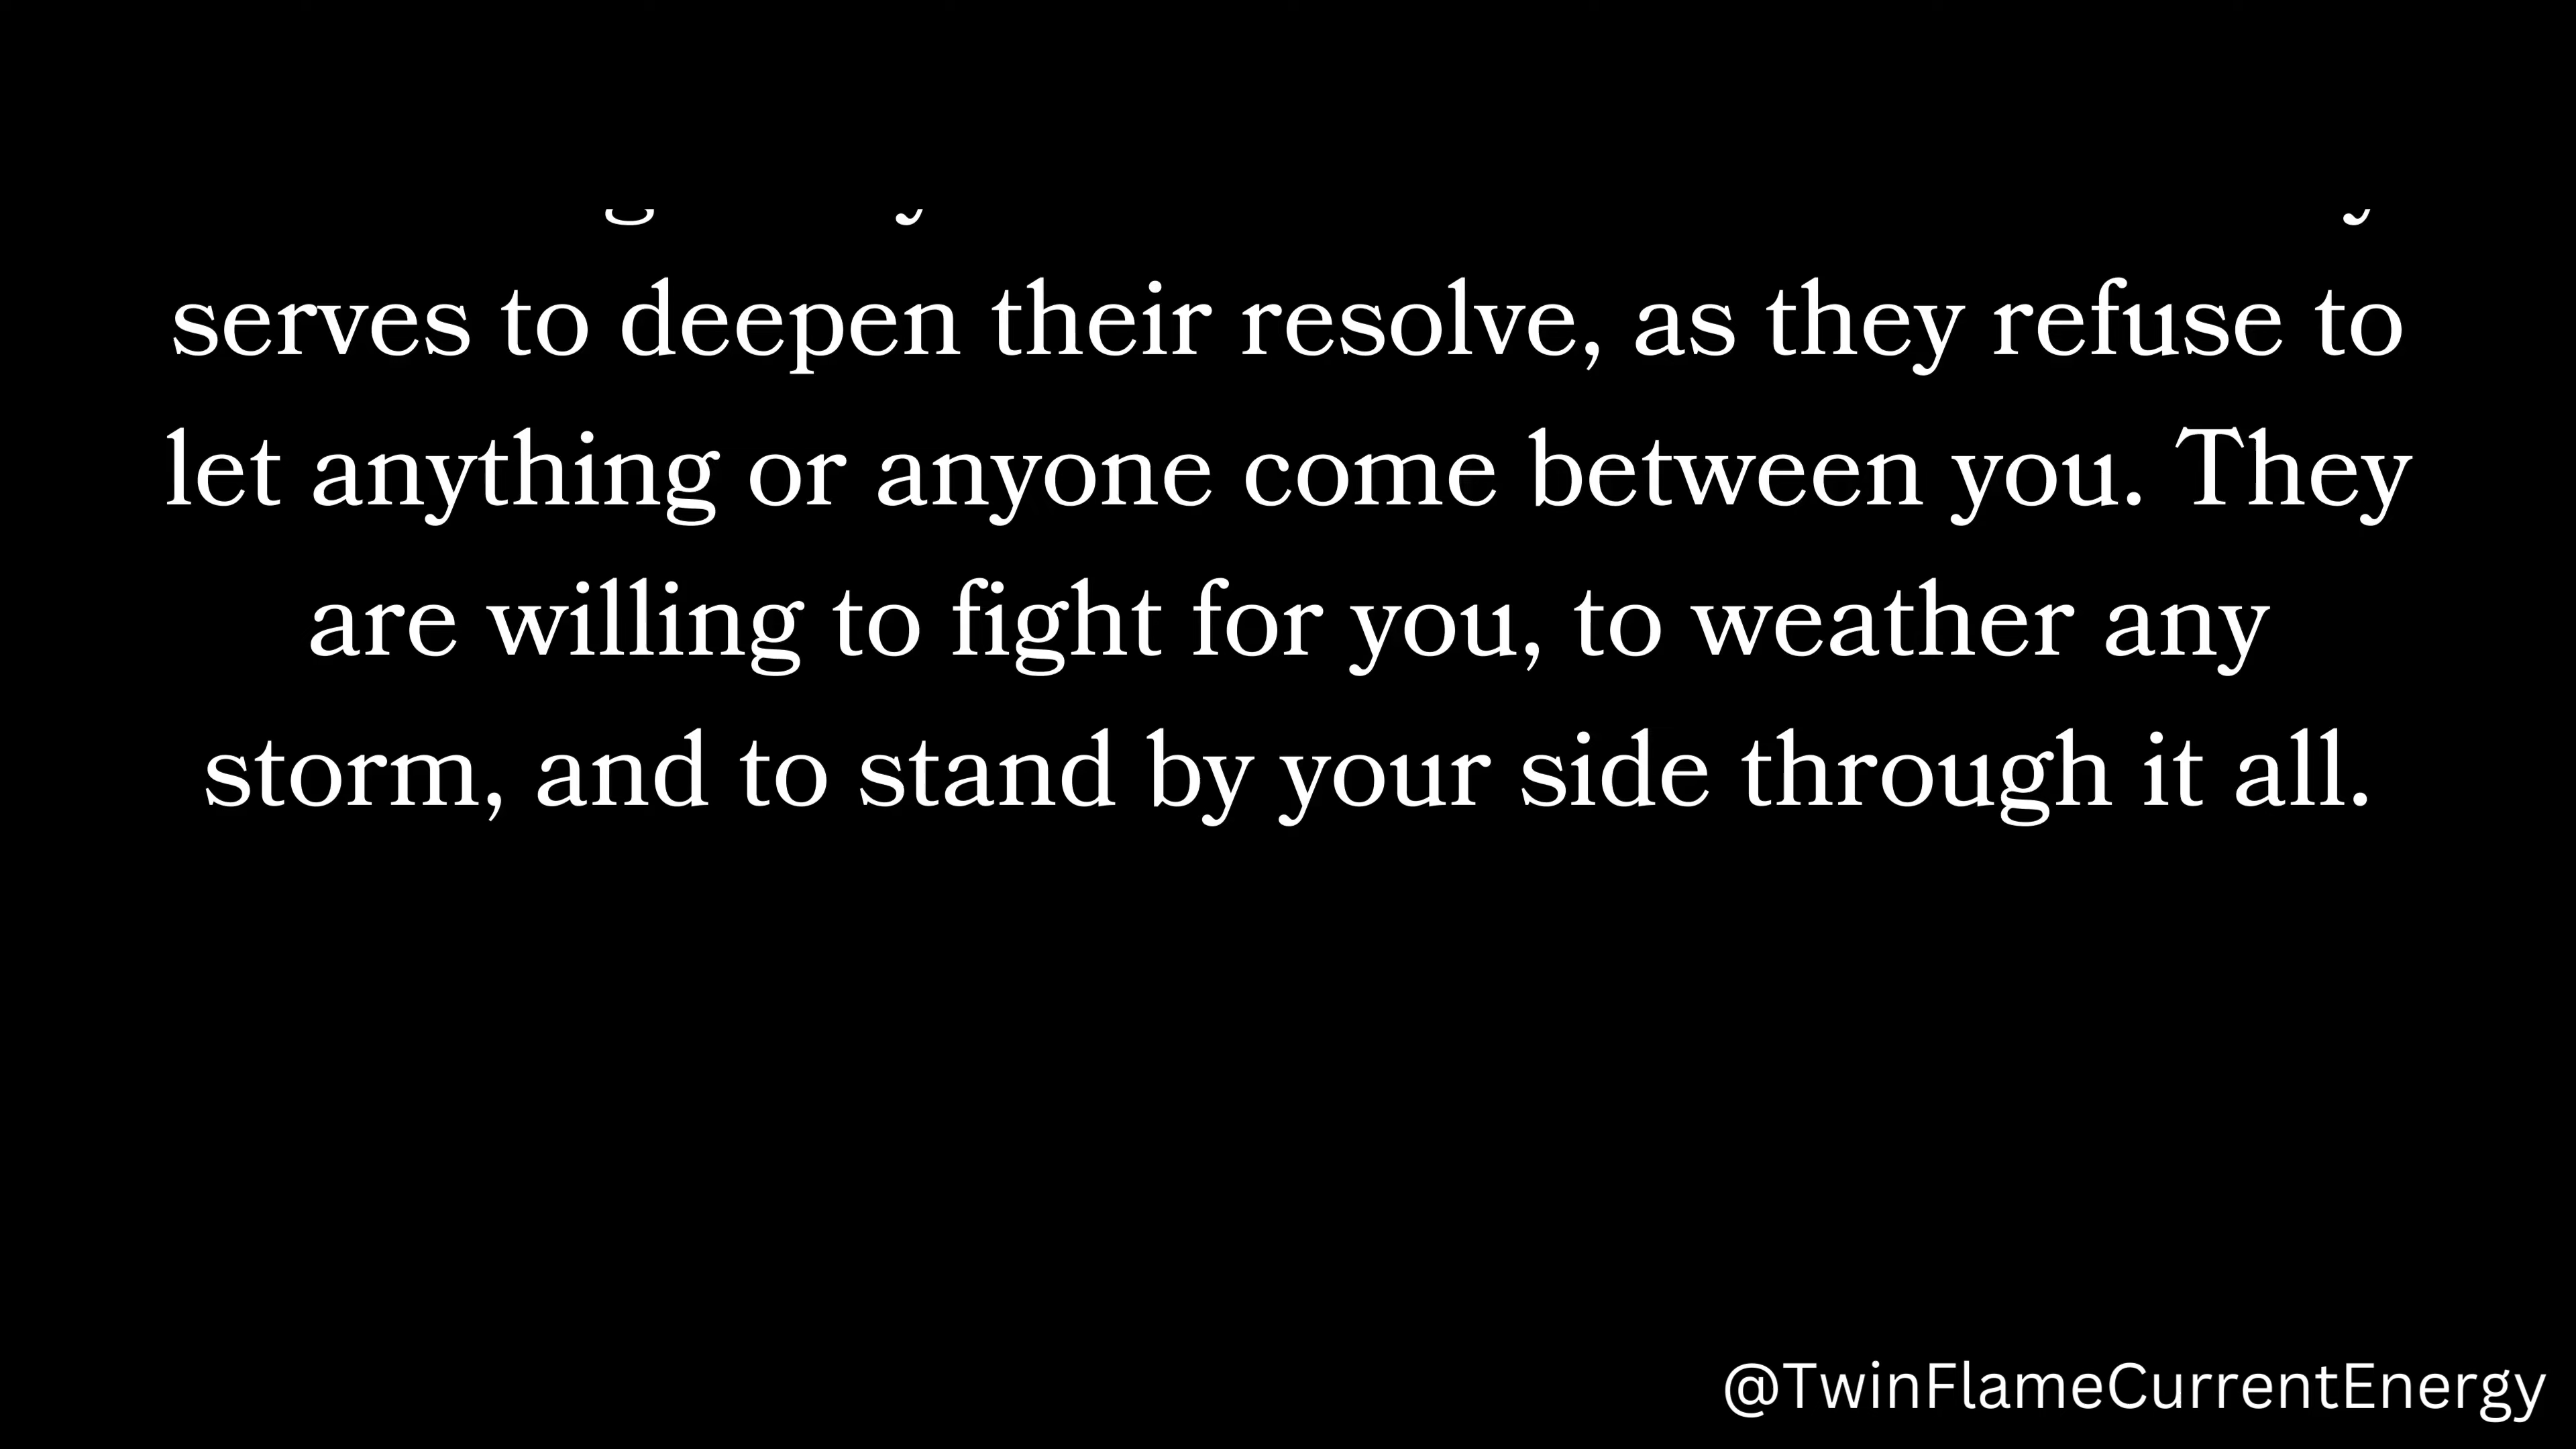 serves to deepen their resolve, as they refuse to
let anything or anyone come between you. They
are willing to fight for you, to weather any
storm, and to stand by your side through it all.
@TwinFlameCurrentEnergy